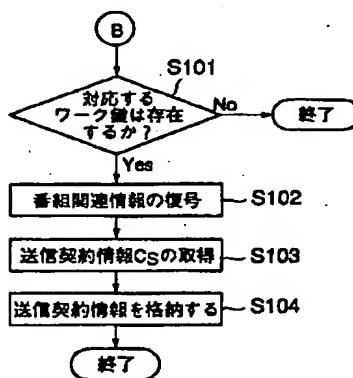 B
S101
対応する
ワーク鍵は存在
するか?
No
終了
Yes
番組関連情報の復号
S102
送信契約情報CSの取得
S103
送信契約情報を格納する
S104
終了